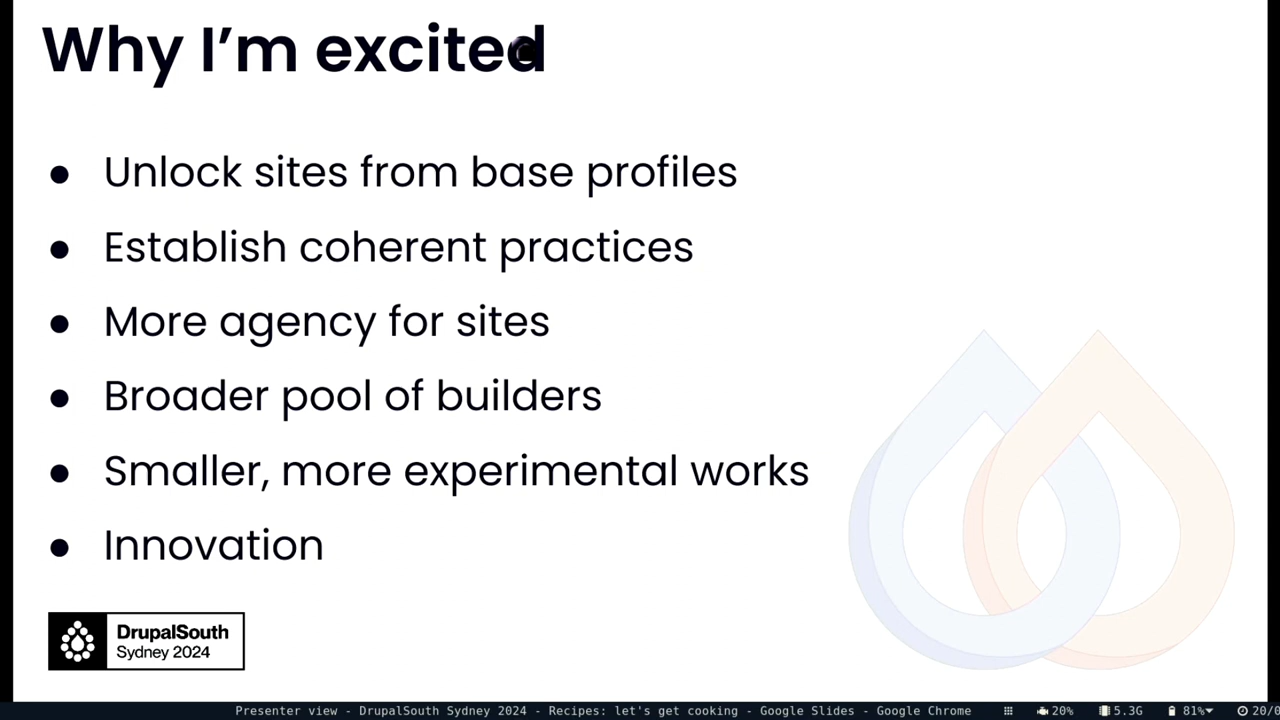 Why I'm excited
● Unlock sites from base profiles
● Establish coherent practices
● More agency for sites
● Broader pool of builders
● Smaller, more experimental works
● Innovation
DrupalSouth
Sydney 2024
Presenter view - DrupalSouth Sydney 2024 - Recipes: let's get cooking - Google Slides - Google Chrome 20% 5.3G 81% 20/0